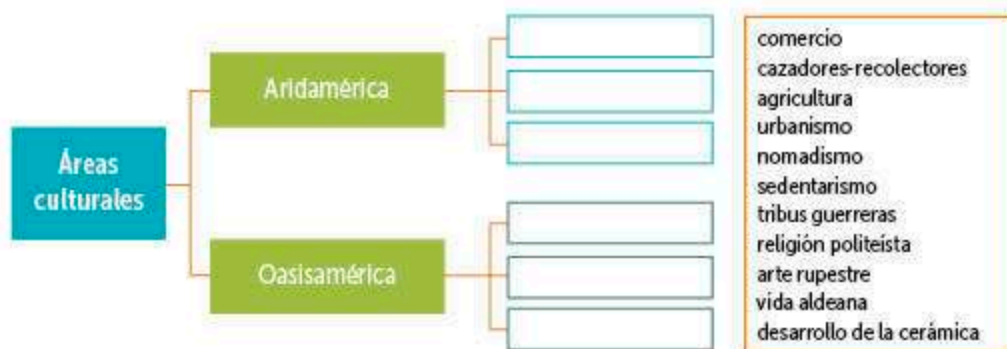 Áreas
culturales
Aridamérica
Oasisamérica
comercio
cazadores-recolectores
agricultura
urbanismo
nomadismo
sedentarismo
tribus guerreras
religión politeísta
arte rupestre
vida aldeana
desarrollo de la cerámica